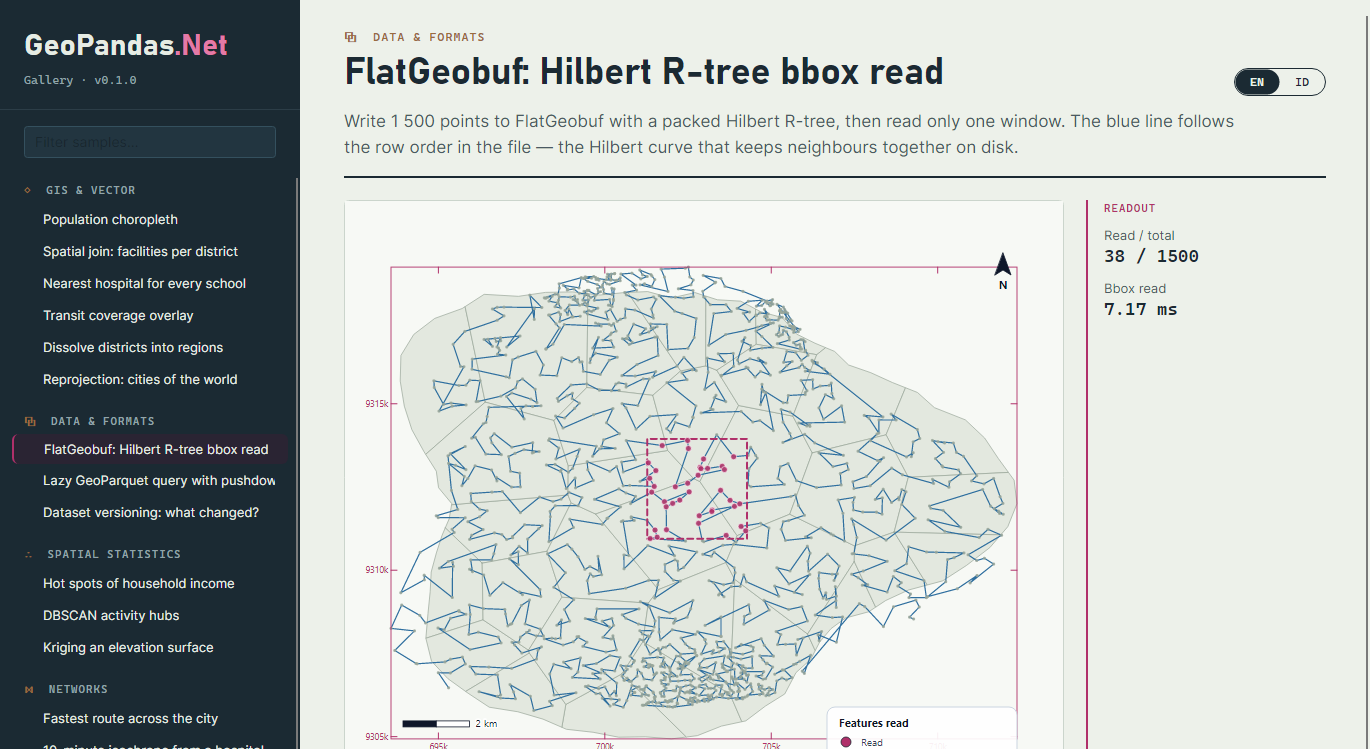 GeoPandas.Net
Gallery · v0.1.0
Filter samples...
GIS & VECTOR
Population choropleth
Spatial join: facilities per district
Nearest hospital for every school
Transit coverage overlay
Dissolve districts into regions
Reprojection: cities of the world
DATA & FORMATS
FlatGeobuf: Hilbert R-tree bbox read
Lazy GeoParquet query with pushdow
Dataset versioning: what changed?
SPATIAL STATISTICS
Hot spots of household income
DBSCAN activity hubs
Kriging an elevation surface
NETWORKS
Fastest route across the city
10-minute isochrone from a hospital
DATA & FORMATS
FlatGeobuf: Hilbert R-tree bbox read
EN ID
Write 1 500 points to FlatGeobuf with a packed Hilbert R-tree, then read only one window. The blue line follows
the row order in the file — the Hilbert curve that keeps neighbours together on disk.
N
9315k
9310k
9305k
2 km
695k 700k 705k
Features read
Read
READOUT
Read / total
38 / 1500
Bbox read
7.17 ms